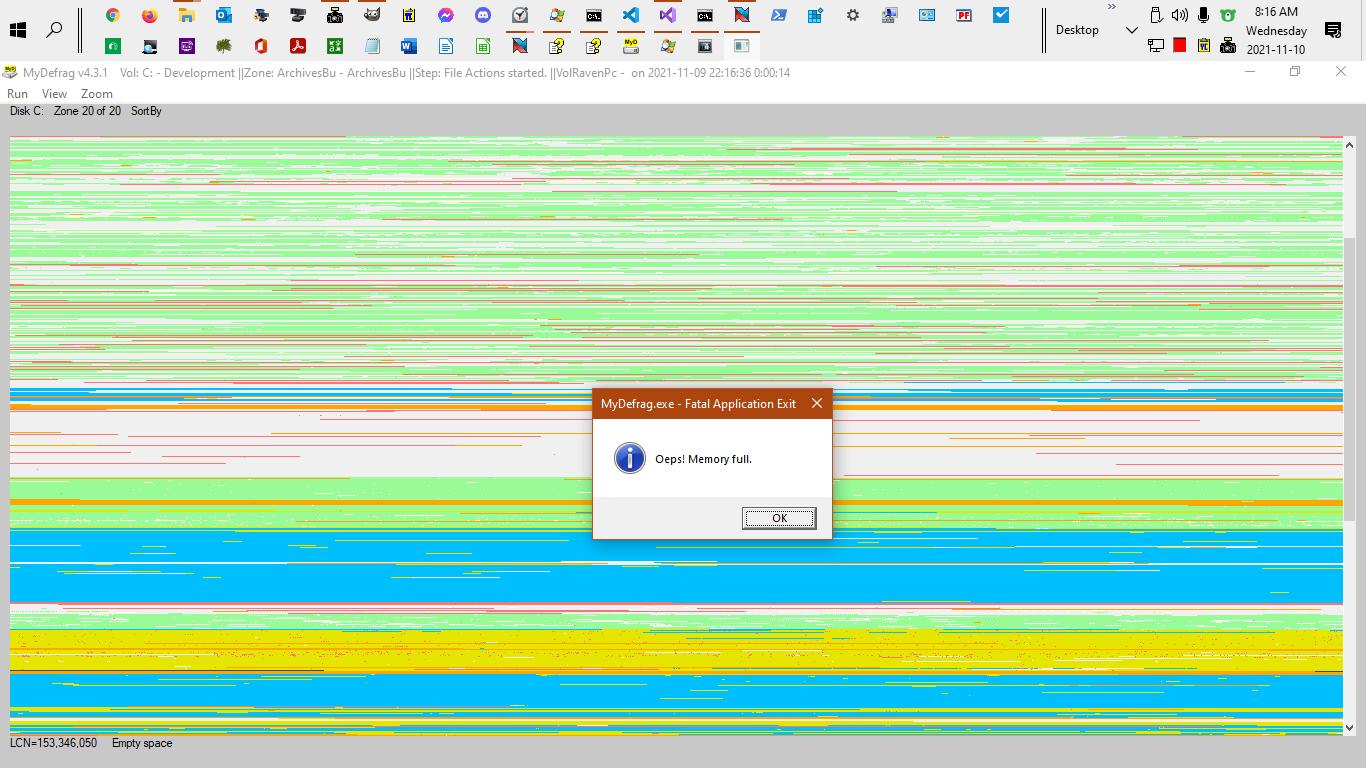 8:16 AM
Desktop
Wednesday
2021-11-10
MyDefrag v4.3.1 Vol: C: - Development ||Zone: ArchivesBu - ArchivesBu ||Step: File Actions started. ||VolRavenPc - on 2021-11-09 22:16:36 0:00:14
Run View Zoom
Disk C: Zone 20 of 20 SortBy
MyDefrag.exe - Fatal Application Exit
Oeps! Memory full.
OK
LCN=153,346,050 Empty space